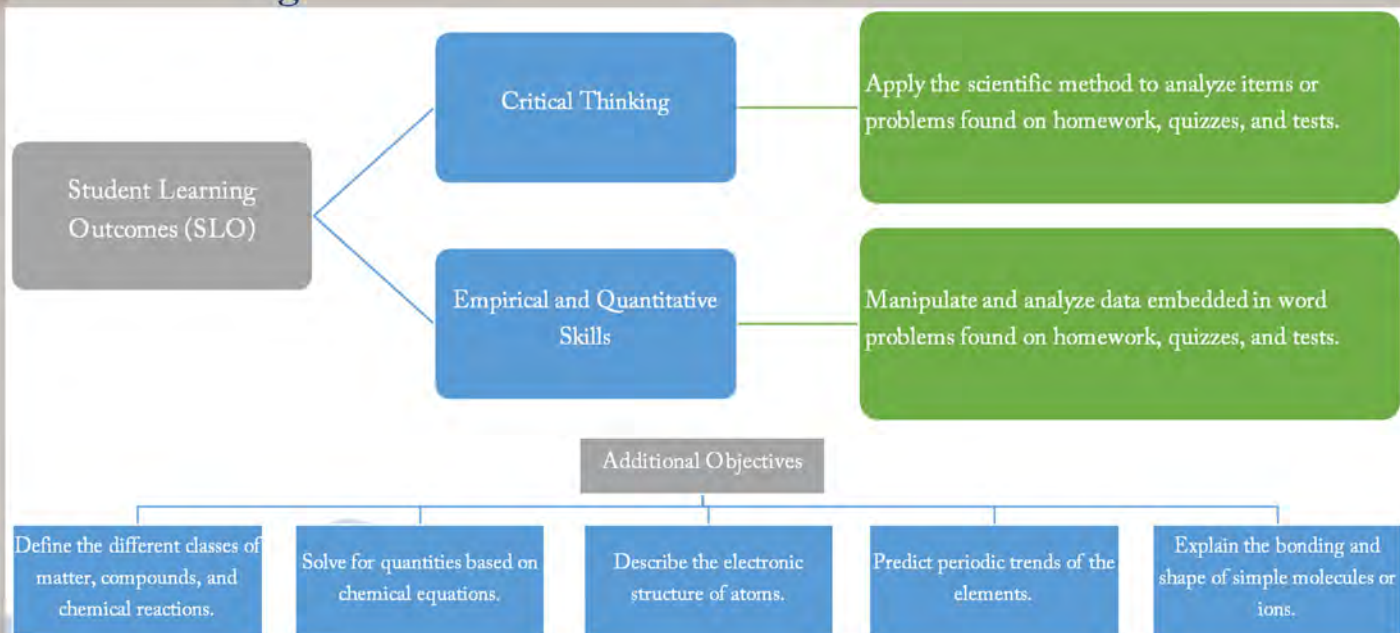 Critical Thinking
Apply the scientific method to analyze items or
problems found on homework, quizzes, and tests.
Student Learning
Outcomes (SLO)
Empirical and Quantitative
Skills
Manipulate and analyze data embedded in word
problems found on homework, quizzes, and tests.
Additional Objectives
Define the different classes of
matter, compounds, and
chemical reactions.
Solve for quantities based on
chemical equations.
Describe the electronic
structure of atoms.
Predict periodic trends of the
elements.
Explain the bonding and
shape of simple molecules or
ions.